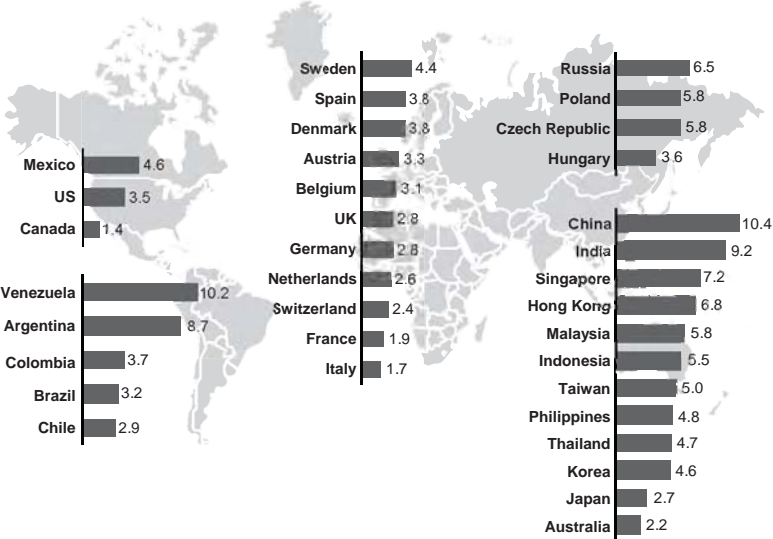 Mexico 4.6
US 3.5
Canada 1.4
Venezuela 10.2
Argentina 8.7
Colombia 3.7
Brazil 3.2
Chile 2.9
Sweden 4.4
Spain 3.8
Denmark 3.8
Austria 3.3
Belgium 3.1
UK 2.8
Germany 2.8
Netherlands 2.6
Switzerland 2.4
France 1.9
Italy 1.7
Russia 6.5
Poland 5.8
Czech Republic 5.8
Hungary 3.6
China 10.4
India 9.2
Singapore 7.2
Hong Kong 6.8
Malaysia 5.8
Indonesia 5.5
Taiwan 5.0
Philippines 4.8
Thailand 4.7
Korea 4.6
Japan 2.7
Australia 2.2